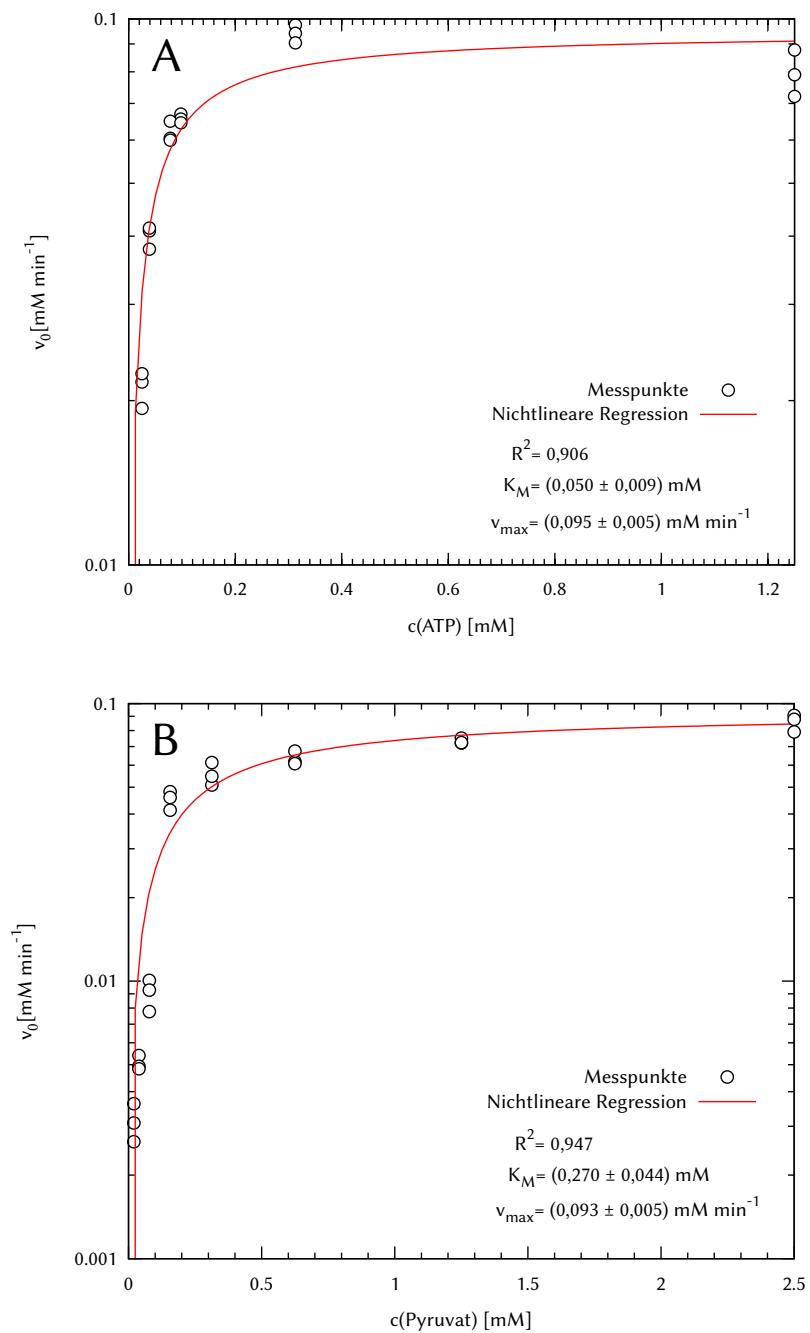 A
0.1
0.01
v0[mM min-1]
Messpunkte
Nichtlineare Regression
R2= 0,906
KM= (0,050 ± 0,009) mM
vmax= (0,095 ± 0,005) mM min-1
0 0.2 0.4 0.6 0.8 1 1.2
c(ATP) [mM]
B
0.1
0.01
0.001
v0[mM min-1]
Messpunkte
Nichtlineare Regression
R2= 0,947
KM= (0,270 ± 0,044) mM
vmax= (0,093 ± 0,005) mM min-1
0 0.5 1 1.5 2 2.5
c(Pyruvat) [mM]